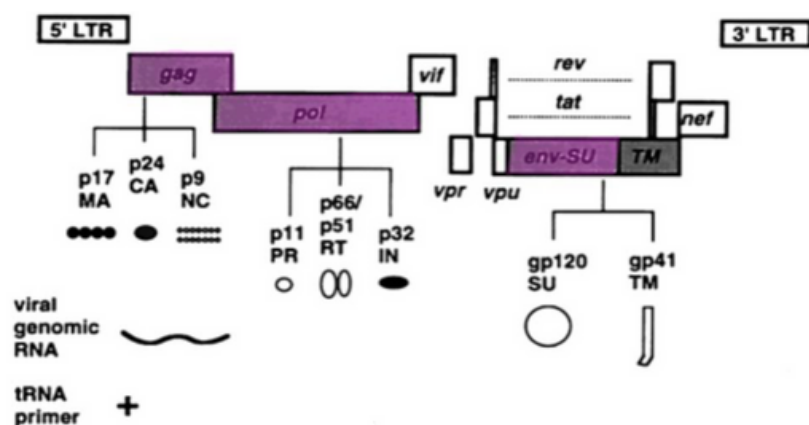 5' LTR
3' LTR
gag
vif
rev
pol
tat
nef
env-SU
TM
vpr
vpu
p17
MA
p24
CA
p9
NC
p11
PR
p66/
p51
RT
p32
IN
gp120
SU
gp41
TM
viral
genomic
RNA
tRNA
primer
+